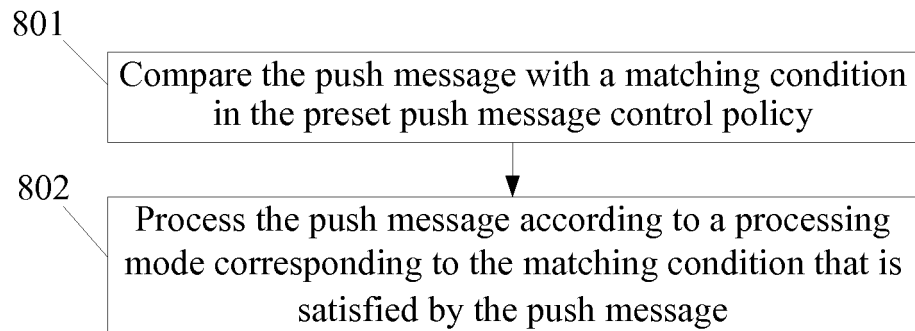 801
Compare the push message with a matching condition
in the preset push message control policy
802
Process the push message according to a processing
mode corresponding to the matching condition that is
satisfied by the push message